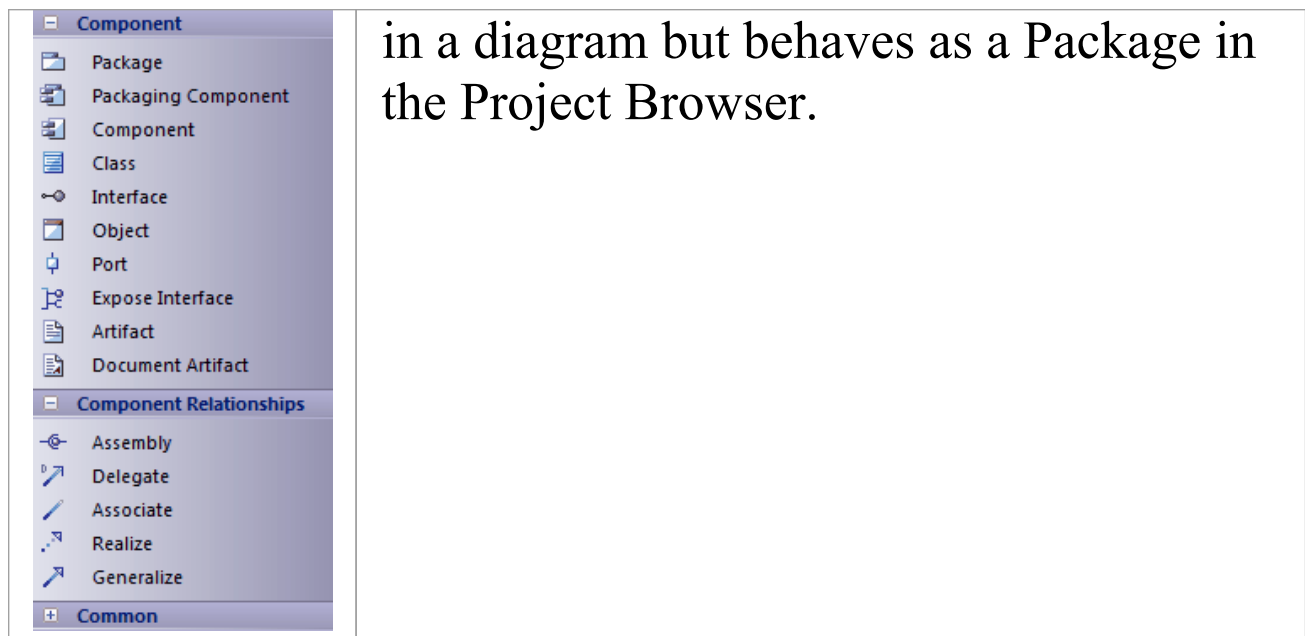 Component
Package
Packaging Component
Component
Class
Interface
Object
Port
Expose Interface
Artifact
Document Artifact
Component Relationships
Assembly
Delegate
Associate
Realize
Generalize
Common
in a diagram but behaves as a Package in
the Project Browser.